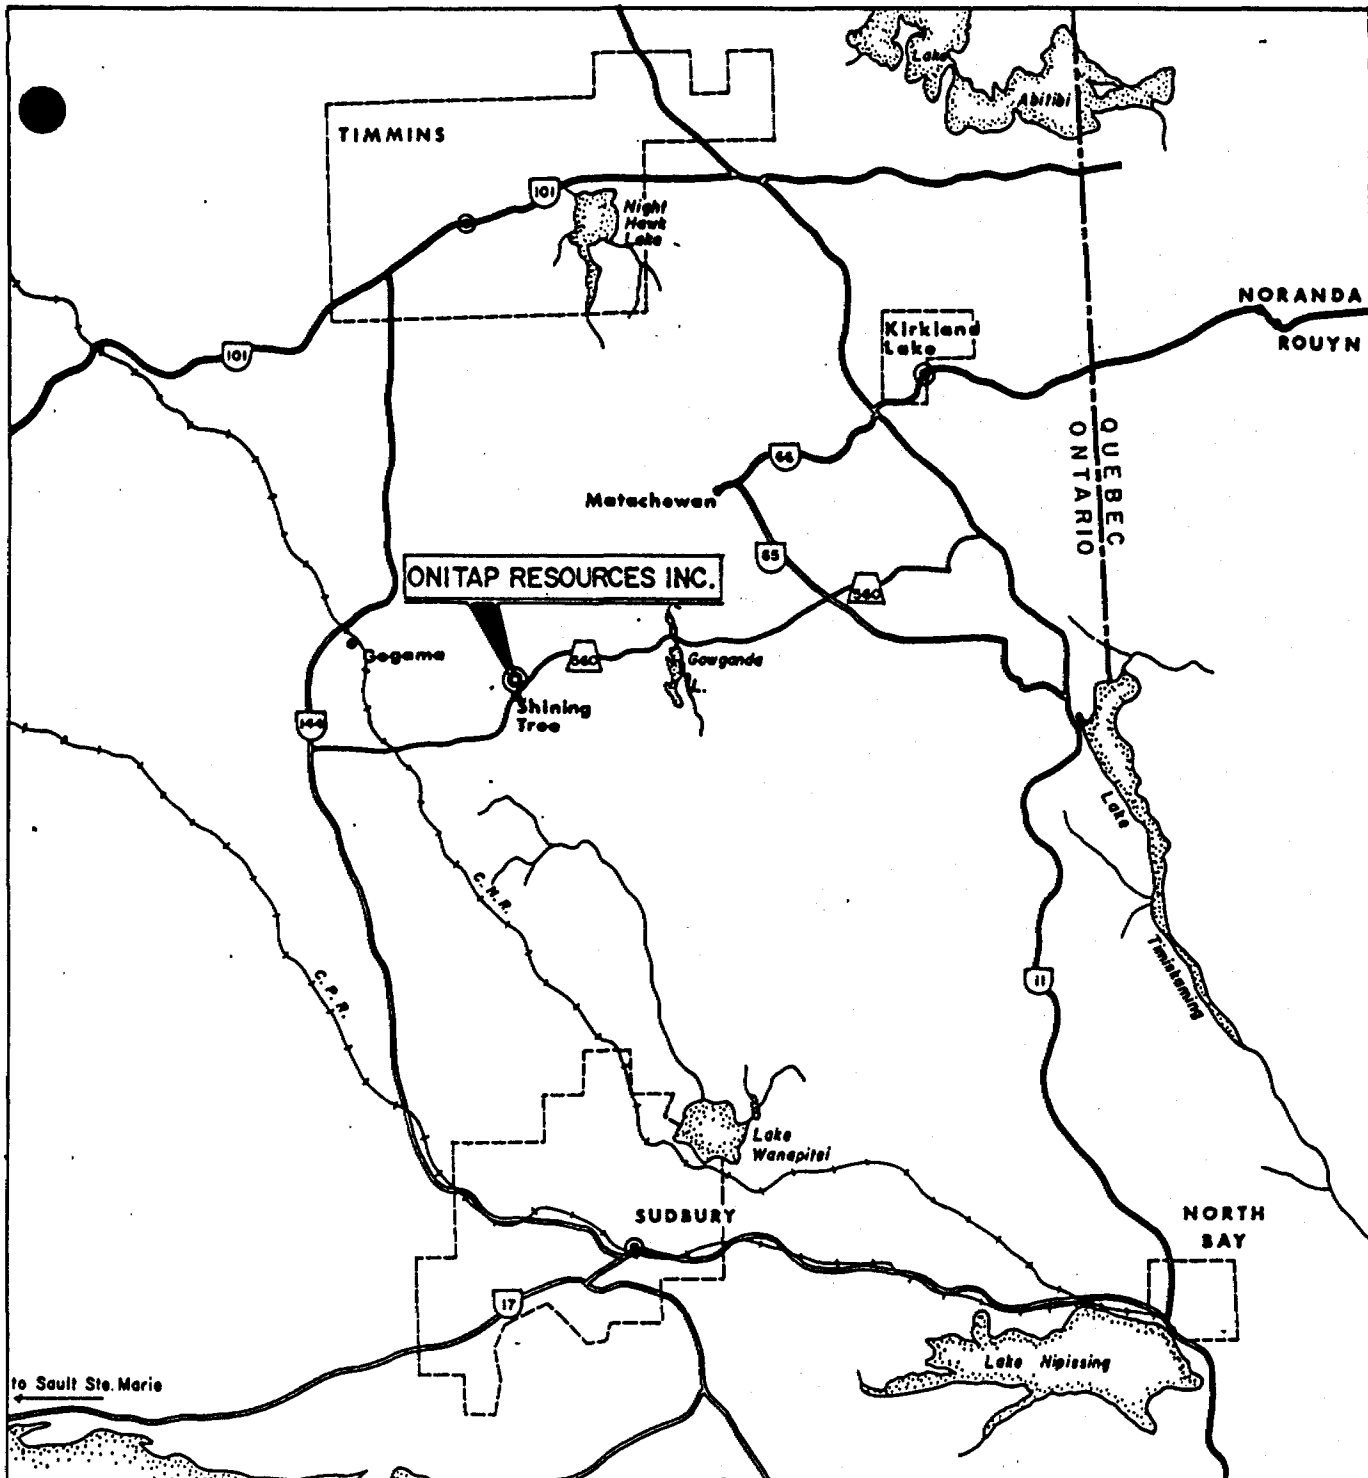 Lake
Abitibi
TIMMINS
101
Night
Hawk
Lake
NORANDA
ROUYN
Kirkland
Lake
101
QUEBEC
ONTARIO
66
Matachewan
65
ONITAP RESOURCES INC.
560
Gogama
560
Gowganda
L.
Shining
Tree
144
Lake
Timiskaming
C.N.R.
C.P.R.
11
Lake
Wanapitei
SUDBURY
NORTH
BAY
17
Lake Nipissing
to Sault Ste. Marie